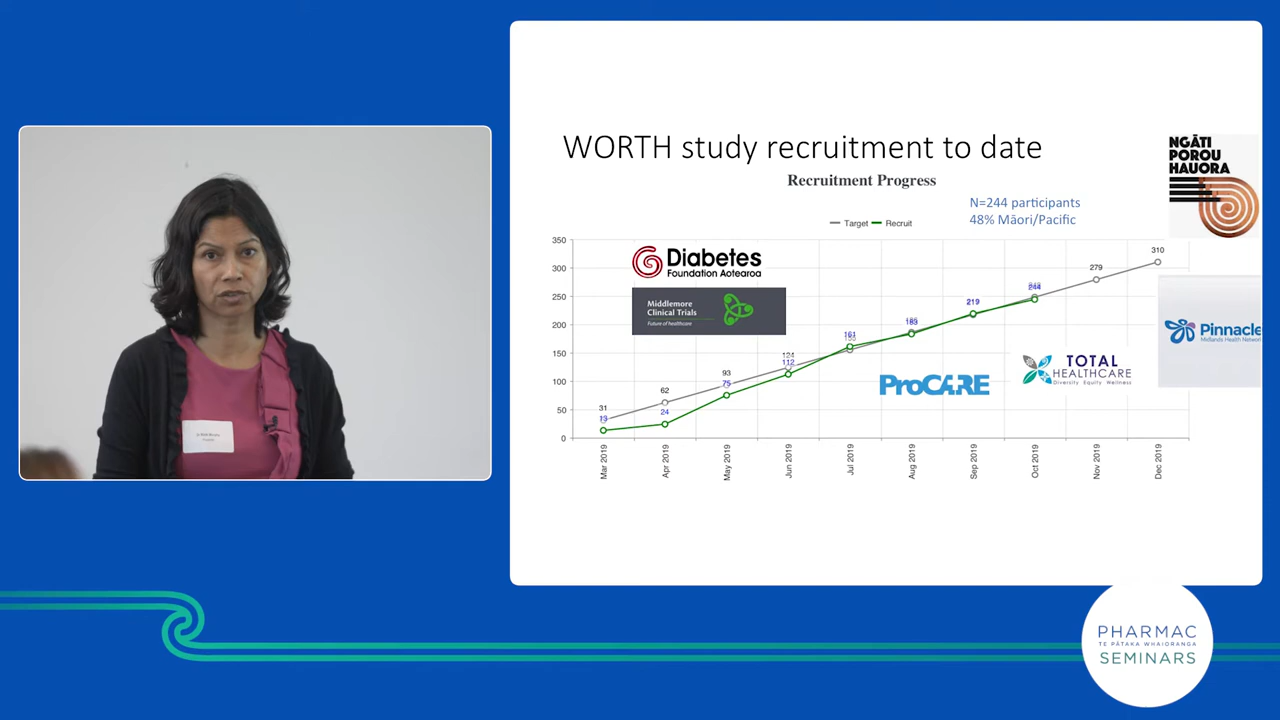 WORTH study recruitment to date
Recruitment Progress
N=244 participants
48% Māori/Pacific
Target
Recruit
NGĀTI
POROU
HAUORA
Diabetes
Foundation Aotearoa
Middlemore
Clinical Trials
Future of healthcare
ProCARE
TOTAL
HEALTHCARE
Diversity Equity Wellness
Pinnacle
Midlands Health Network
350
300
250
200
150
100
50
0
31
62
93
124
279
310
13
24
75
112
161
183
219
244
Mar 2019
Apr 2019
May 2019
Jun 2019
Jul 2019
Aug 2019
Sep 2019
Oct 2019
Nov 2019
Dec 2019
PHARMAC
TE PĀTAKA WHAIORANGA
SEMINARS